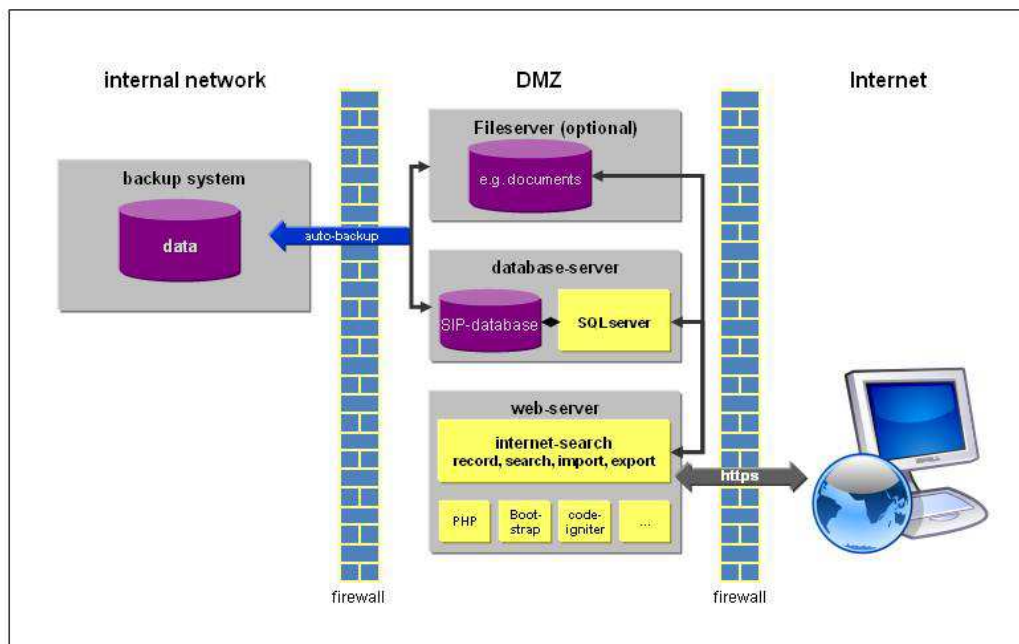 internal network
DMZ
Internet
Fileserver (optional)
e.g. documents
backup system
data
auto-backup
database-server
SIP-database
SQLserver
web-server
internet-search
record, search, import, export
https
PHP
Boot-
strap
code-
igniter
...
firewall
firewall